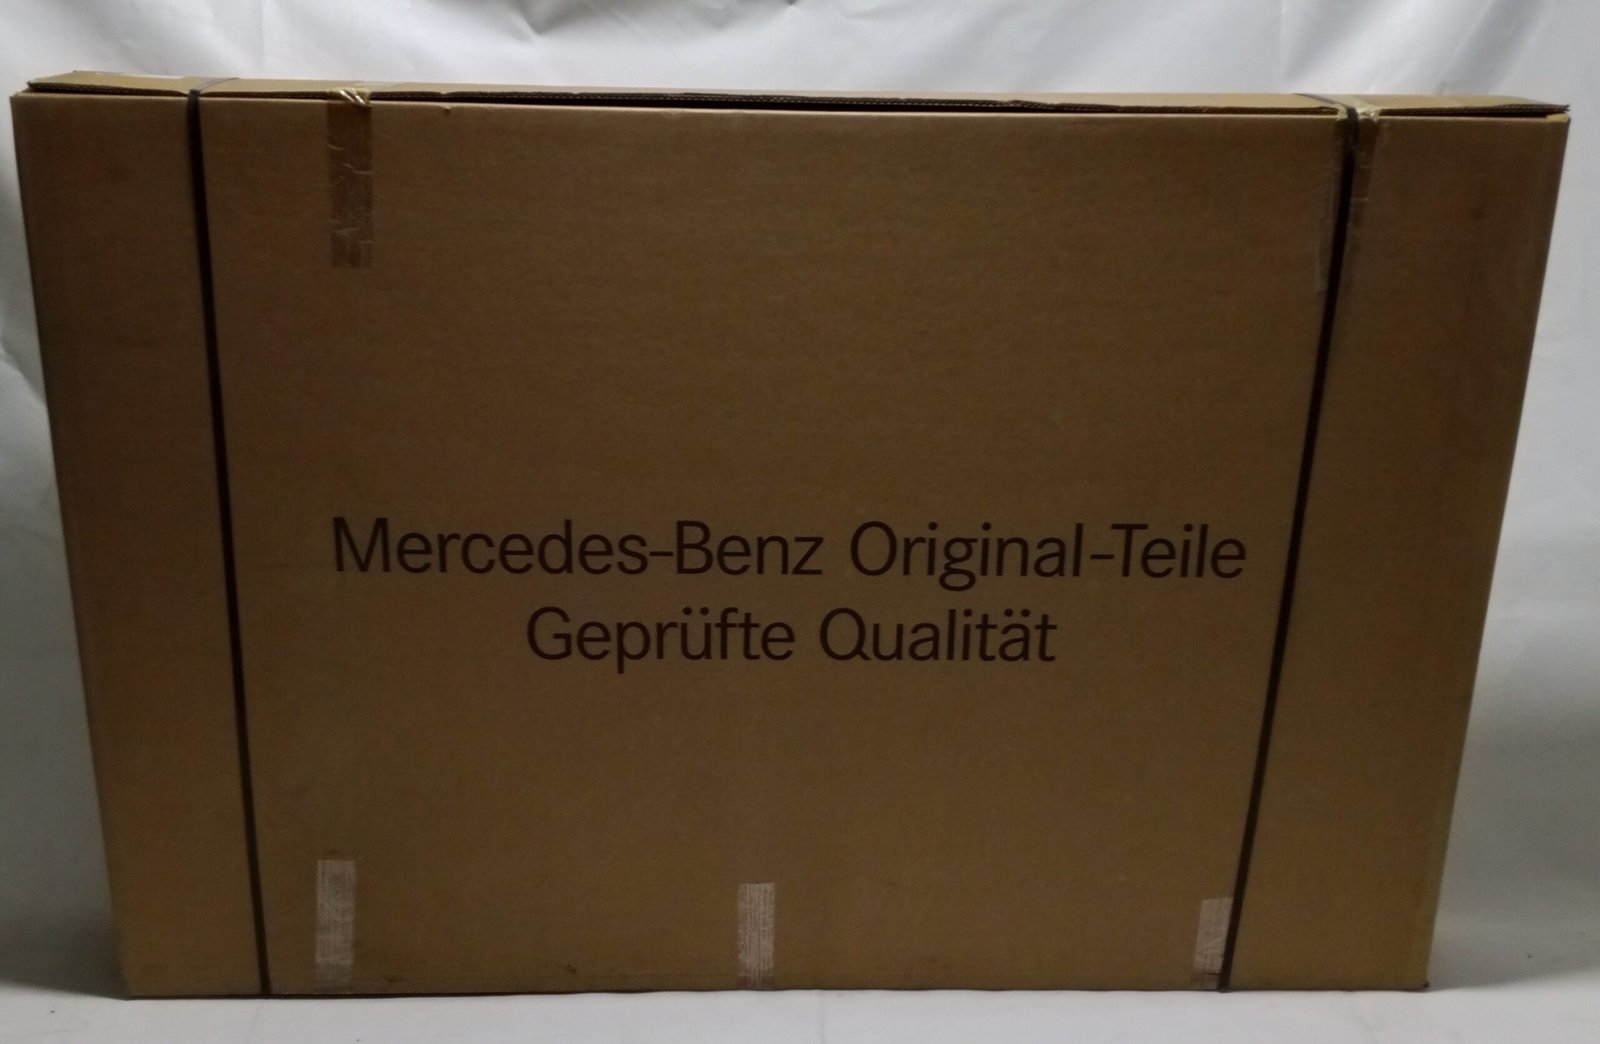 Mercedes-Benz Original-Teile
Geprüfte Qualität